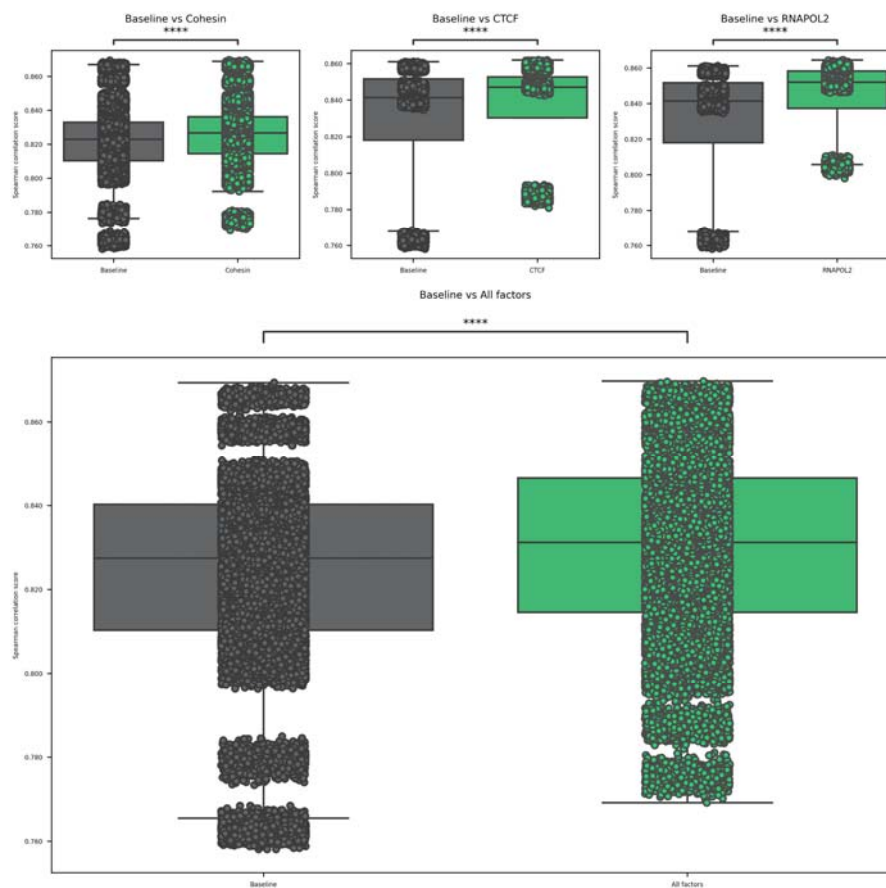 Baseline vs Cohesin
****
Spearman correlation score
0.860
0.840
0.820
0.800
0.780
0.760
Baseline
Cohesin
Baseline vs CTCF
****
Spearman correlation score
0.860
0.840
0.820
0.800
0.780
0.760
Baseline
CTCF
Baseline vs RNAPOL2
****
Spearman correlation score
0.860
0.840
0.820
0.800
0.780
0.760
Baseline
RNAPOL2
Baseline vs All factors
****
Spearman correlation score
0.860
0.840
0.820
0.800
0.780
0.760
Baseline
All factors